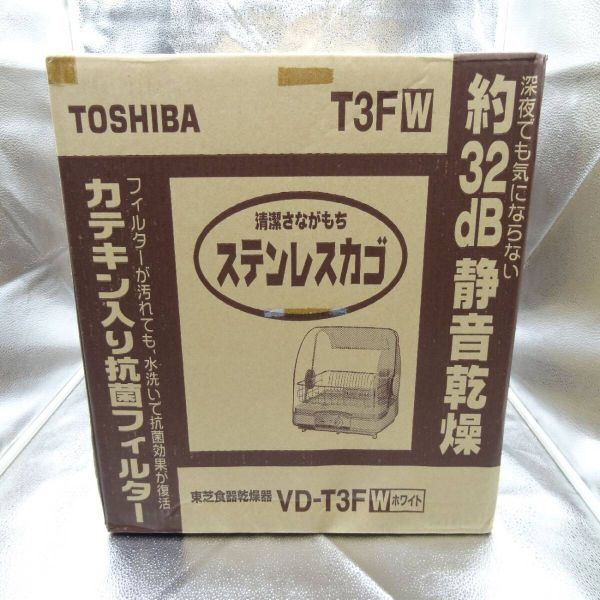 TOSHIBA
T3F W
深夜でも気にならない
約32dB静音乾燥
清潔さながもち
ステンレスカゴ
フィルターが汚れても、水洗いで抗菌効果が復活。
カテキン入り抗菌フィルター
東芝食器乾燥器 VD-T3F W ホワイト